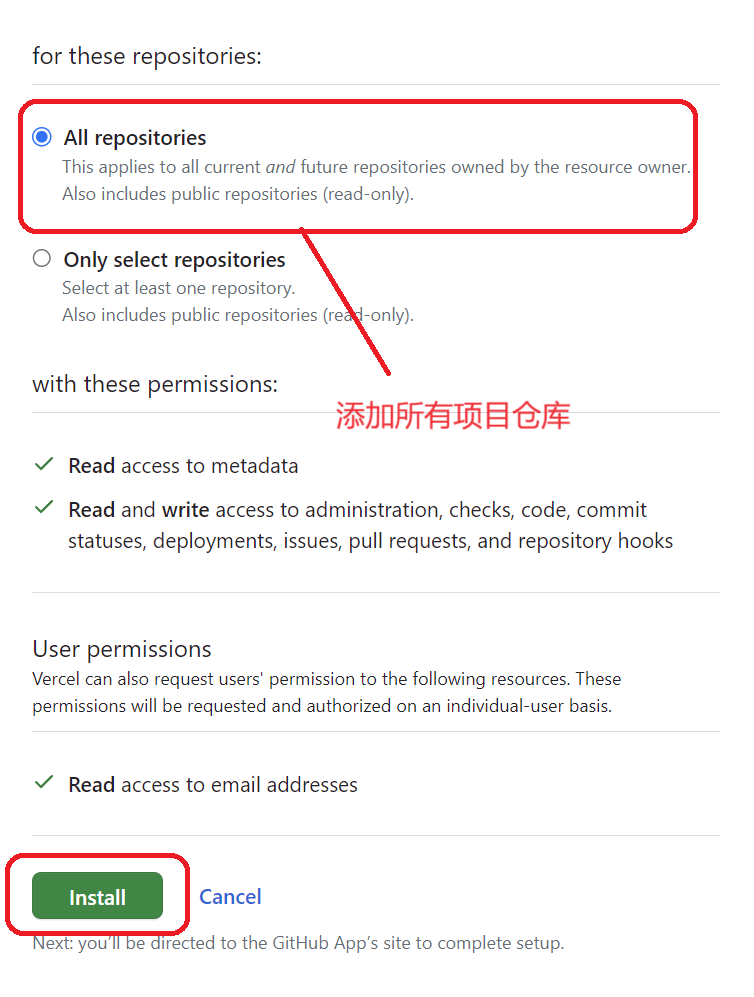 for these repositories:
All repositories
This applies to all current and future repositories owned by the resource owner.
Also includes public repositories (read-only).
Only select repositories
Select at least one repository.
Also includes public repositories (read-only).
with these permissions:
添加所有项目仓库
Read access to metadata
Read and write access to administration, checks, code, commit
statuses, deployments, issues, pull requests, and repository hooks
User permissions
Vercel can also request users' permission to the following resources. These
permissions will be requested and authorized on an individual-user basis.
Read access to email addresses
Install Cancel
Next: you’ll be directed to the GitHub App’s site to complete setup.